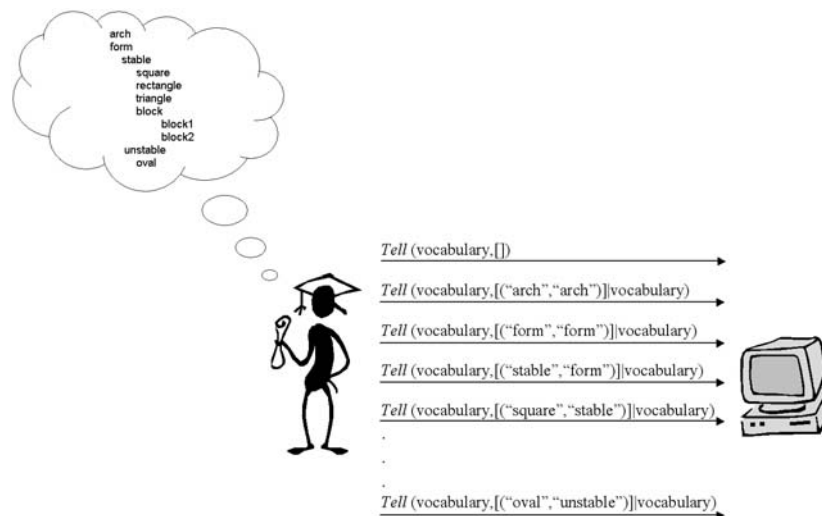 arch
form
stable
square
rectangle
triangle
block
block1
block2
unstable
oval
Tell (vocabulary,[])
Tell (vocabulary,[(“arch”,“arch”)]|vocabulary)
Tell (vocabulary,[(“form”,“form”)]|vocabulary)
Tell (vocabulary,[(“stable”,“form”)]|vocabulary)
Tell (vocabulary,[(“square”,“stable”)]|vocabulary)
.
.
.
Tell (vocabulary,[(“oval”,“unstable”)]|vocabulary)